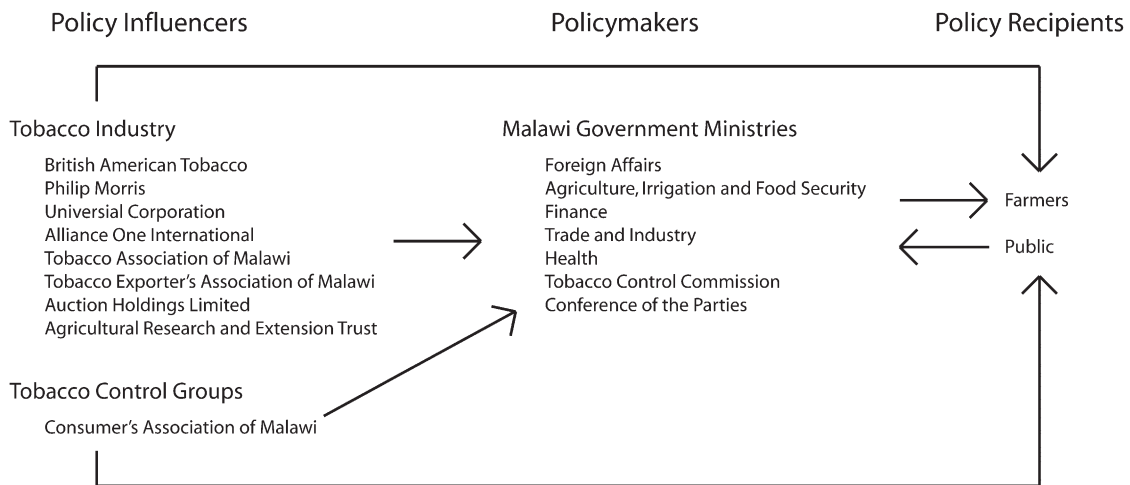 Policy Influencers
Policymakers
Policy Recipients
Tobacco Industry
British American Tobacco
Philip Morris
Universial Corporation
Alliance One International
Tobacco Association of Malawi
Tobacco Exporter's Association of Malawi
Auction Holdings Limited
Agricultural Research and Extension Trust
Tobacco Control Groups
Consumer's Association of Malawi
Malawi Government Ministries
Foreign Affairs
Agriculture, Irrigation and Food Security
Finance
Trade and Industry
Health
Tobacco Control Commission
Conference of the Parties
Farmers
Public